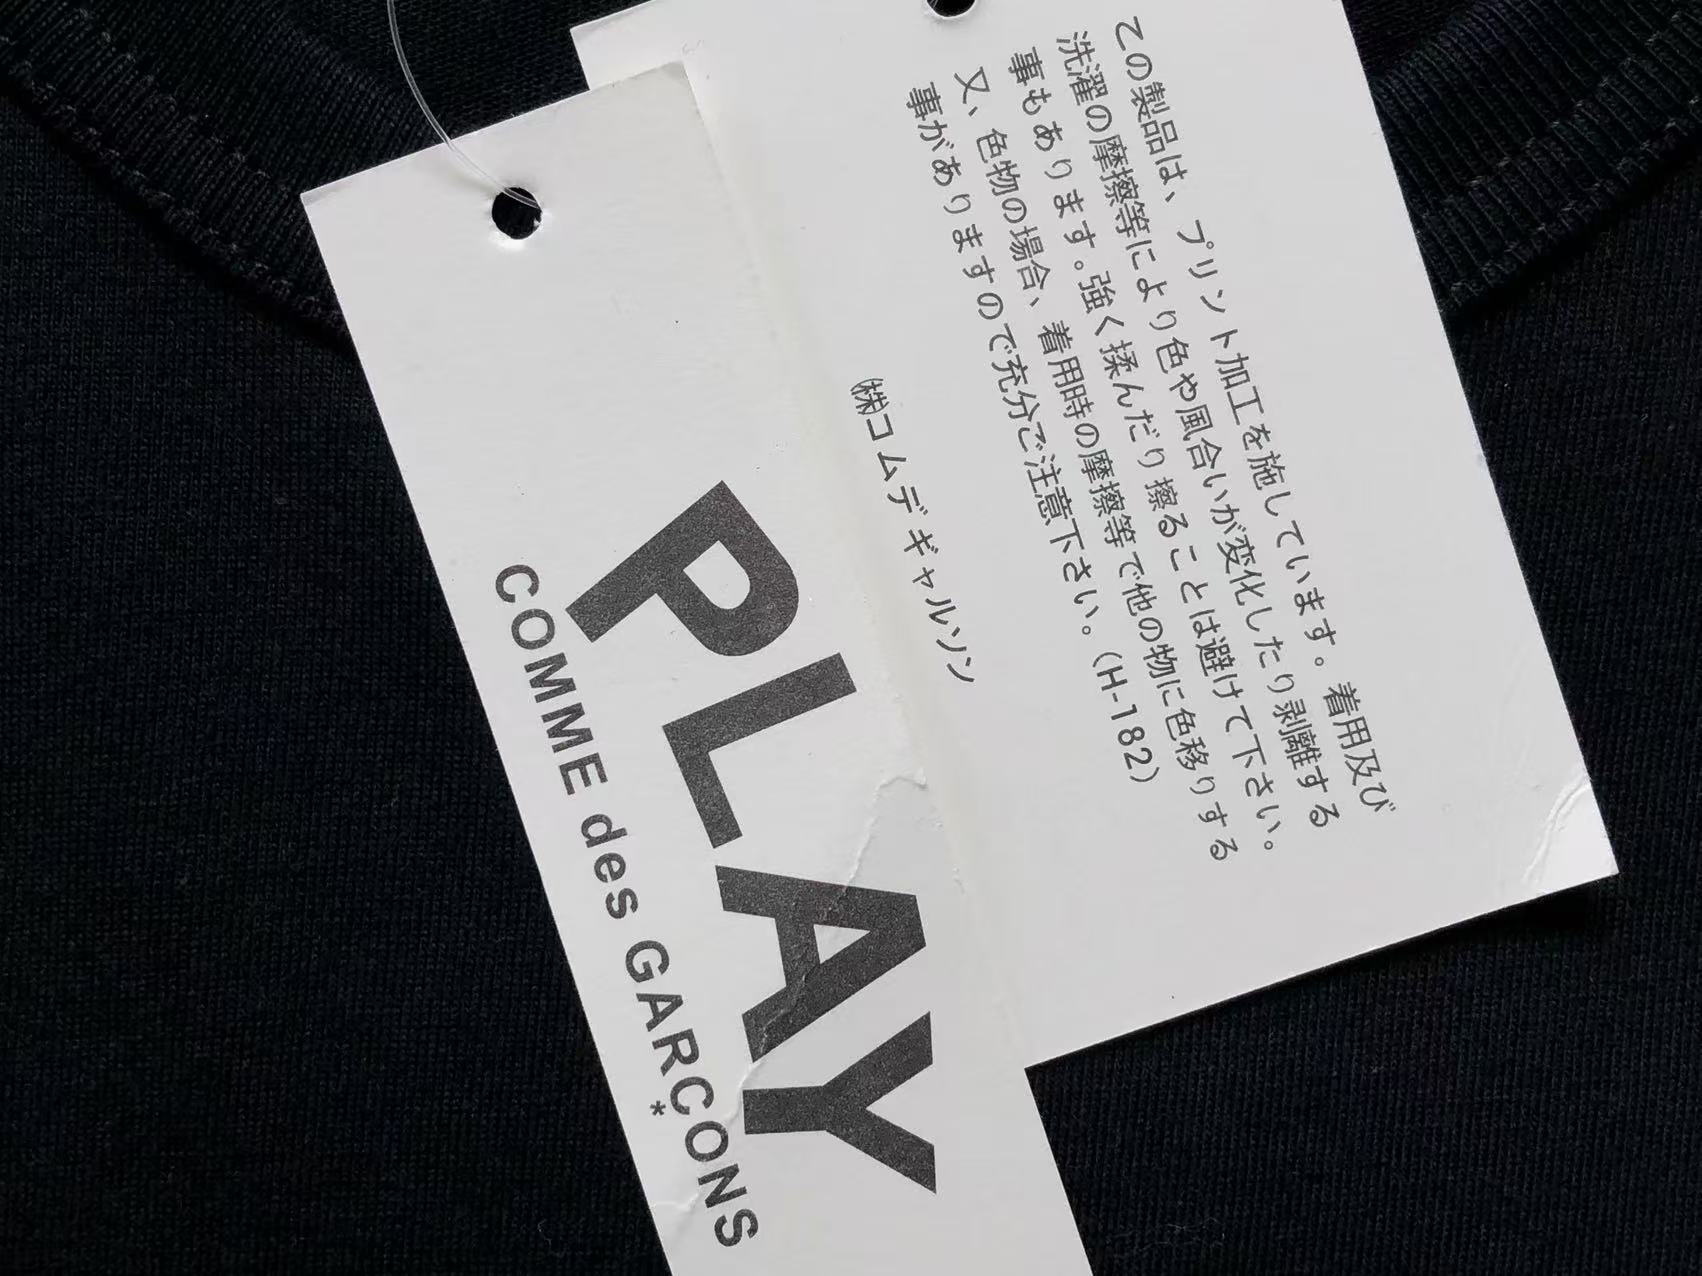 PLAY
COMME des GARÇONS
*
この製品は、プリント加工を施しています。着用及び
洗濯の摩擦等により色や風合いが変化したり剥離する
事もあります。強く揉んだり擦ることは避けて下さい。
又、色物の場合、着用時の摩擦等で他の物に色移りする
事がありますので充分ご注意下さい。(H-182)
㈱コムデギャルソン